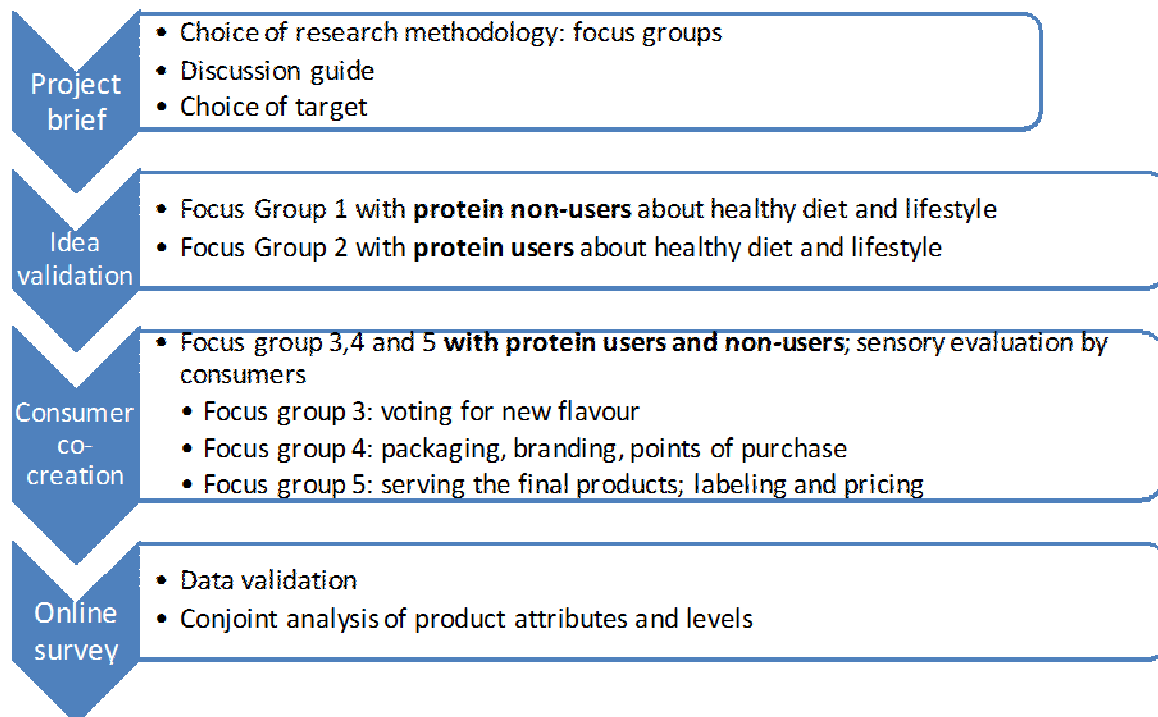 Project
brief
• Choice of research methodology: focus groups
• Discussion guide
• Choice of target
Idea
validation
• Focus Group 1 with protein non-users about healthy diet and lifestyle
• Focus Group 2 with protein users about healthy diet and lifestyle
Consumer
co-
creation
• Focus group 3,4 and 5 with protein users and non-users; sensory evaluation by
consumers
• Focus group 3: voting for new flavour
• Focus group 4: packaging, branding, points of purchase
• Focus group 5: serving the final products; labeling and pricing
Online
survey
• Data validation
• Conjoint analysis of product attributes and levels